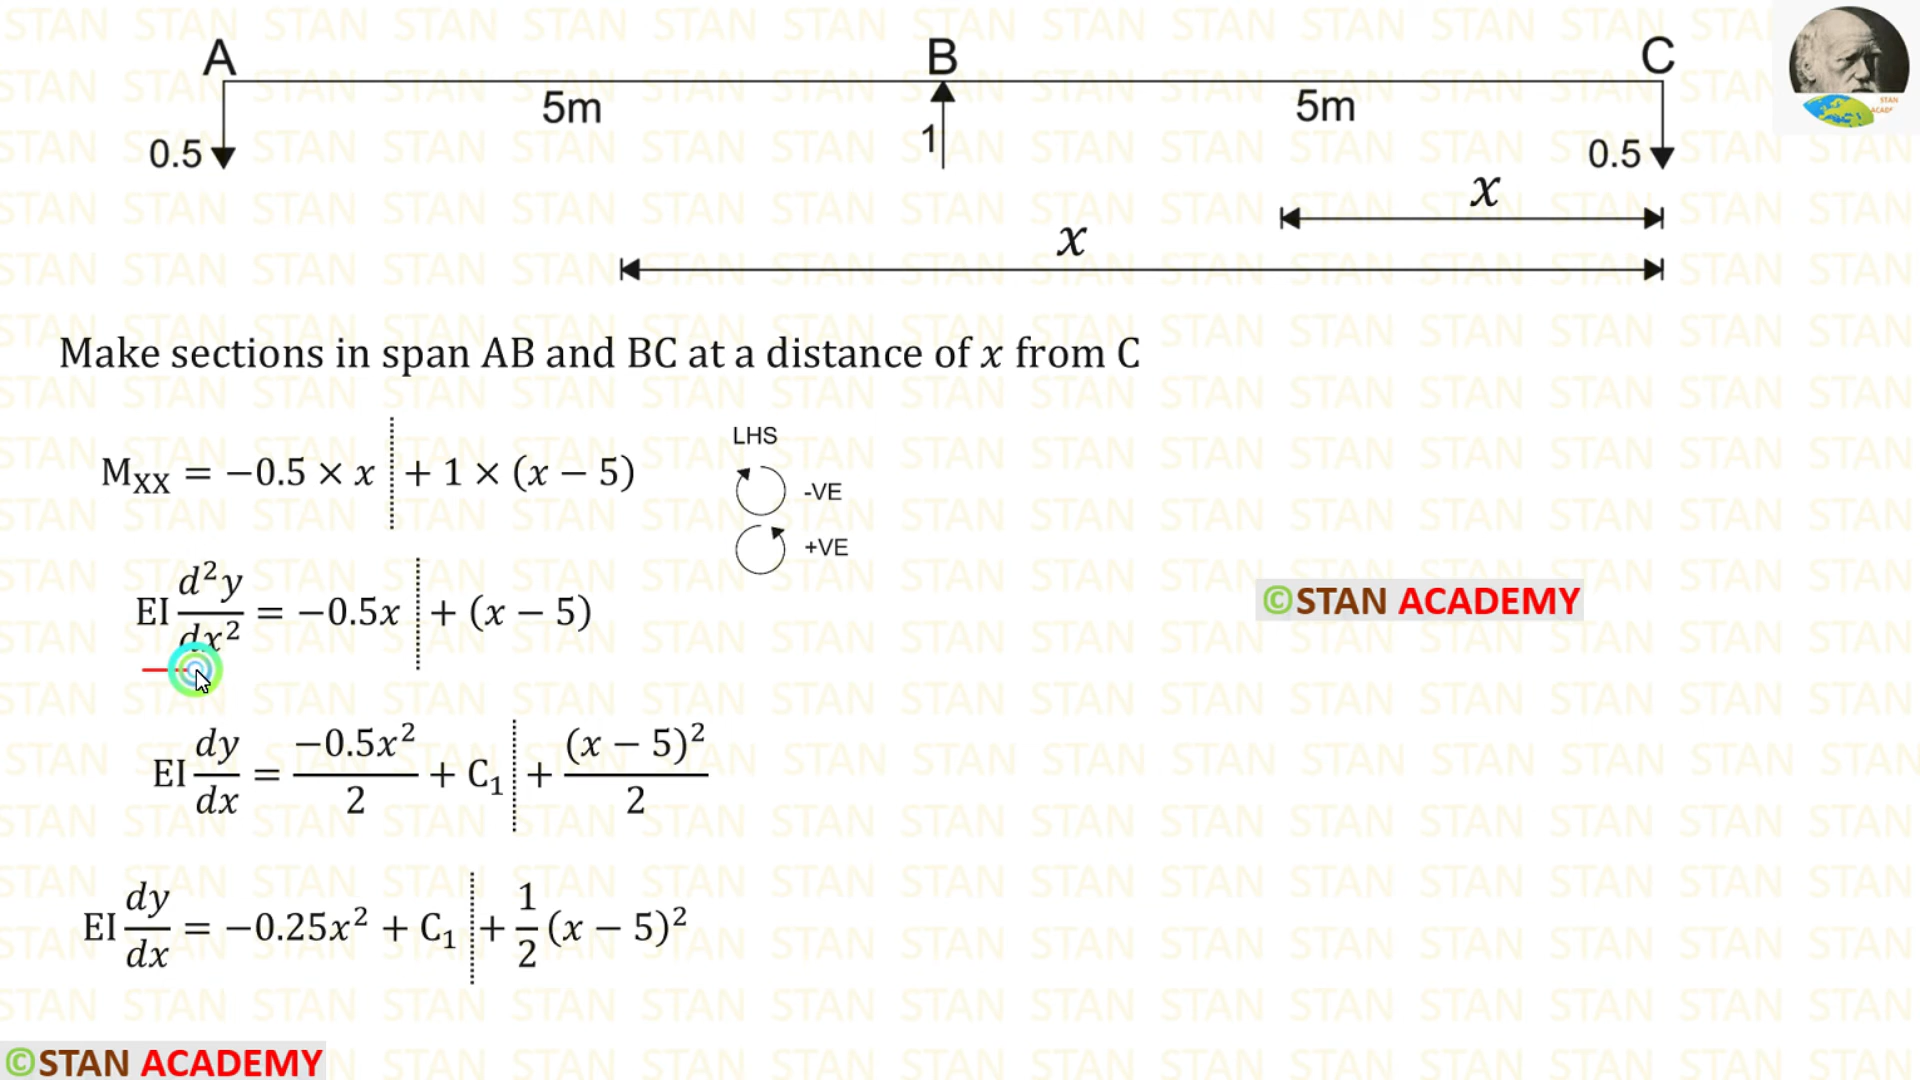 A B C
5m 5m
0.5 1 0.5
x
x
Make sections in span AB and BC at a distance of x from C
LHS
M_XX = −0.5 × x + 1 × (x − 5)
-VE
+VE
EI d²y/dx² = −0.5x + (x − 5)
©STAN ACADEMY
EI dy/dx = −0.5x²/2 + C₁ + (x − 5)²/2
EI dy/dx = −0.25x² + C₁ + 1/2 (x − 5)²
©STAN ACADEMY